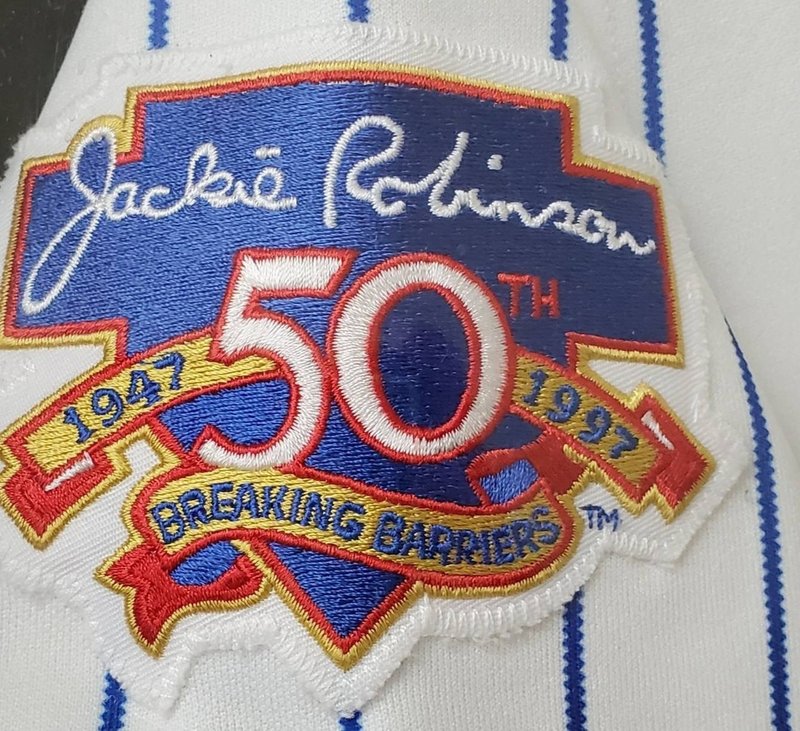 Jackie Robinson
50TH
1947 1997
BREAKING BARRIERS TM